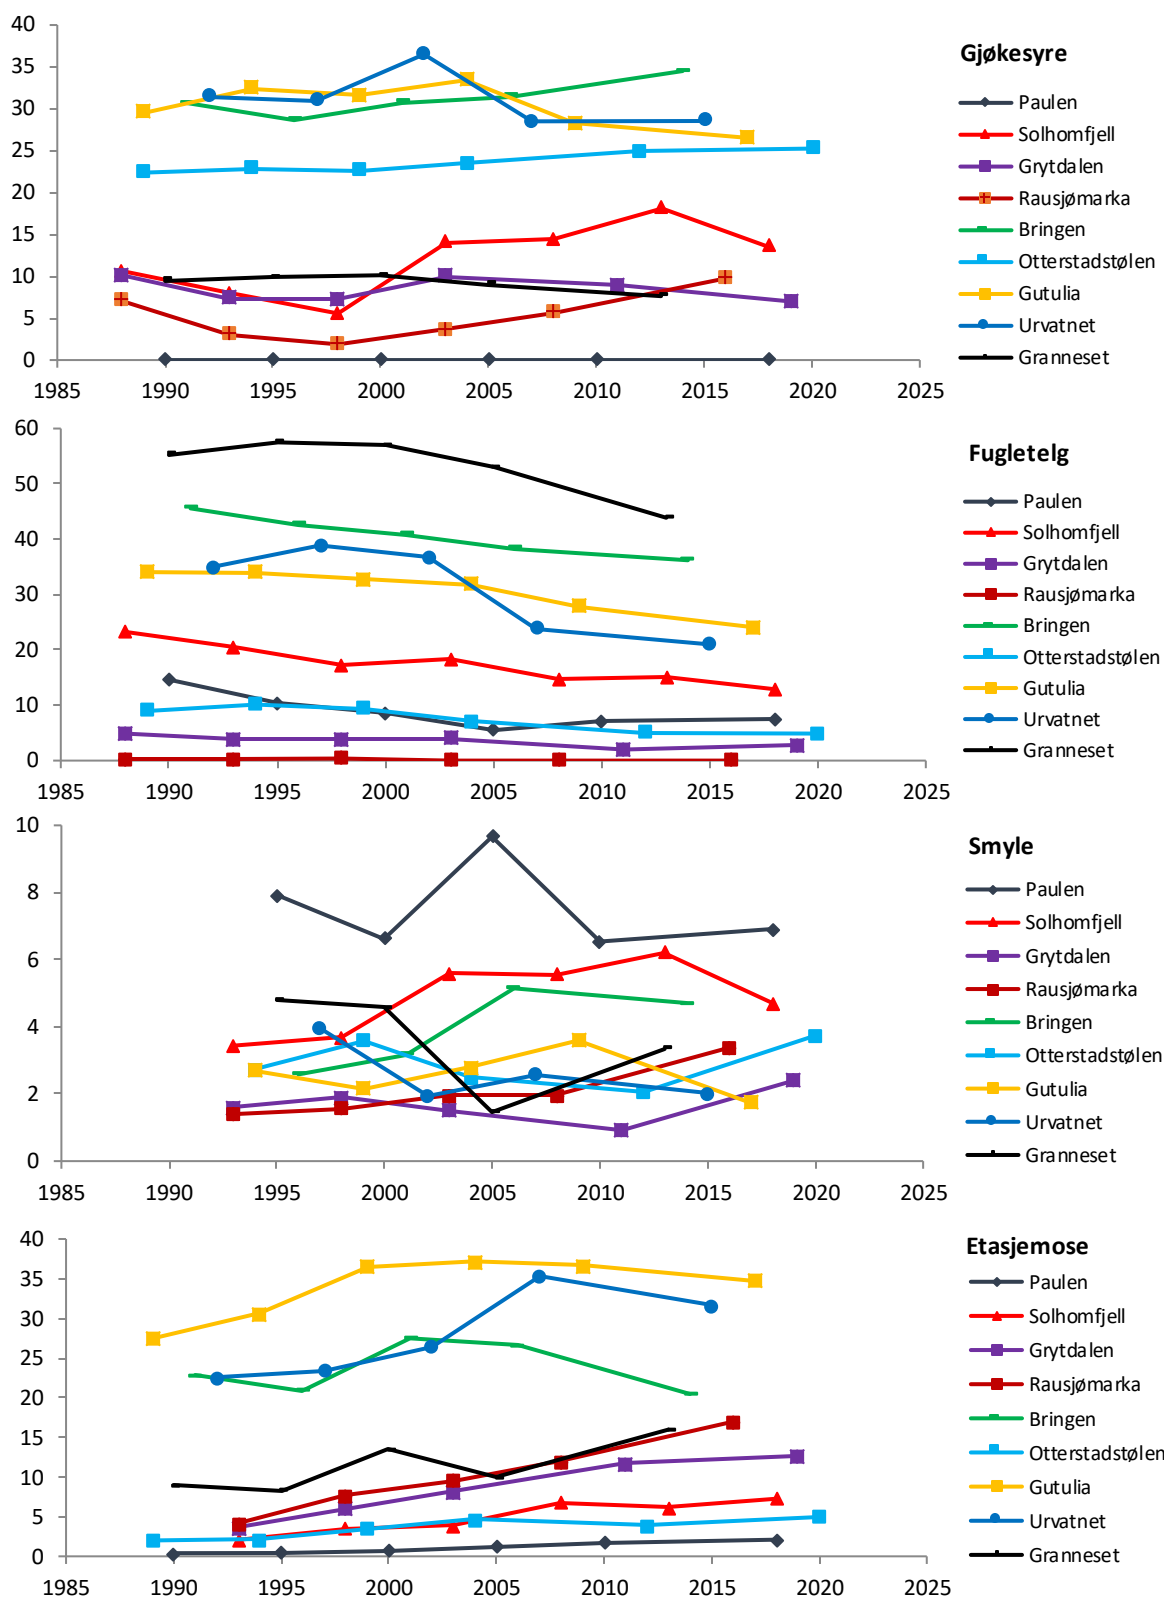 40
35
30
25
20
15
10
5
0
1985 1990 1995 2000 2005 2010 2015 2020 2025
Gjøkesyre
Paulen
Solhomfjell
Grytdalen
Rausjømarka
Bringen
Otterstadstølen
Gutulia
Urvatnet
Granneset
60
50
40
30
20
10
0
1985 1990 1995 2000 2005 2010 2015 2020 2025
Fugletelg
Paulen
Solhomfjell
Grytdalen
Rausjømarka
Bringen
Otterstadstølen
Gutulia
Urvatnet
Granneset
10
8
6
4
2
0
1985 1990 1995 2000 2005 2010 2015 2020 2025
Smyle
Paulen
Solhomfjell
Grytdalen
Rausjømarka
Bringen
Otterstadstølen
Gutulia
Urvatnet
Granneset
40
35
30
25
20
15
10
5
0
1985 1990 1995 2000 2005 2010 2015 2020 2025
Etasjemose
Paulen
Solhomfjell
Grytdalen
Rausjømarka
Bringen
Otterstadstølen
Gutulia
Urvatnet
Granneset